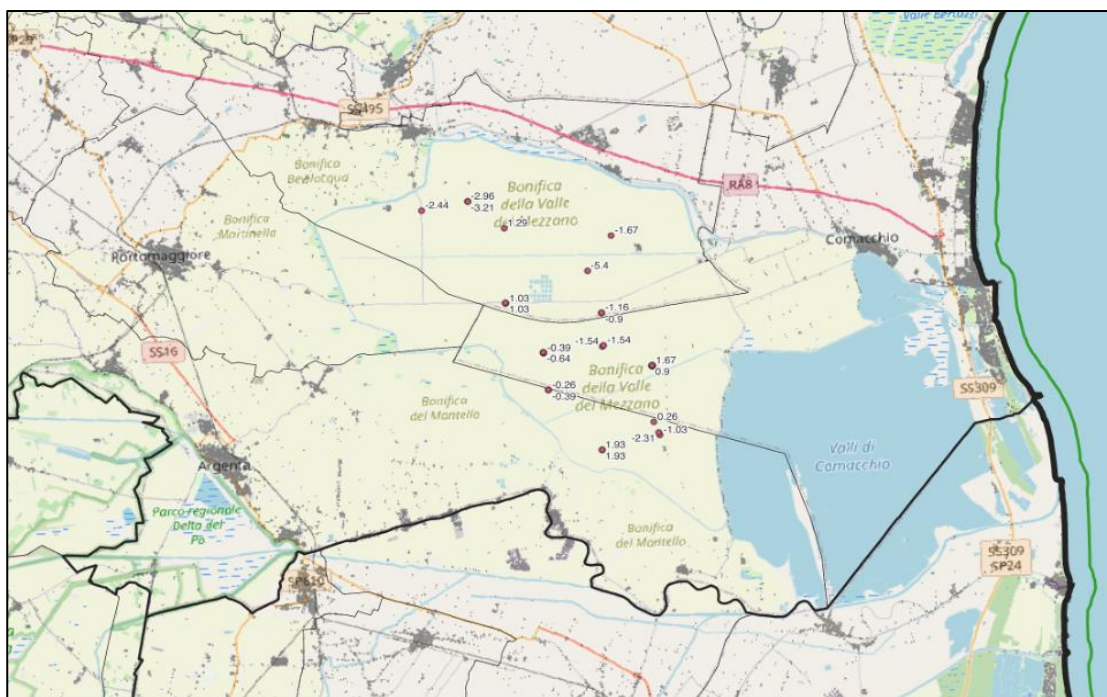 Valle Bertuzzi
SS495
Bonifica
Bevilacqua
Bonifica
della Valle
del Mezzano
RA8
-2.96
-3.21
-2.44
1.29
-1.67
Bonifica
Martinella
Comacchio
Portomaggiore
-5.4
1.03
1.03
-1.16
-0.9
SS16
-0.39
-0.64
-1.54
-1.54
1.67
0.9
Bonifica
della Valle
del Mezzano
-0.26
-0.39
SS309
Bonifica
del Mantello
0.26
-1.03
-2.31
1.93
1.93
Valli di
Comacchio
Argenta
Parco regionale
Delta del
Po
Bonifica
del Mantello
SS309
SP24
SP610